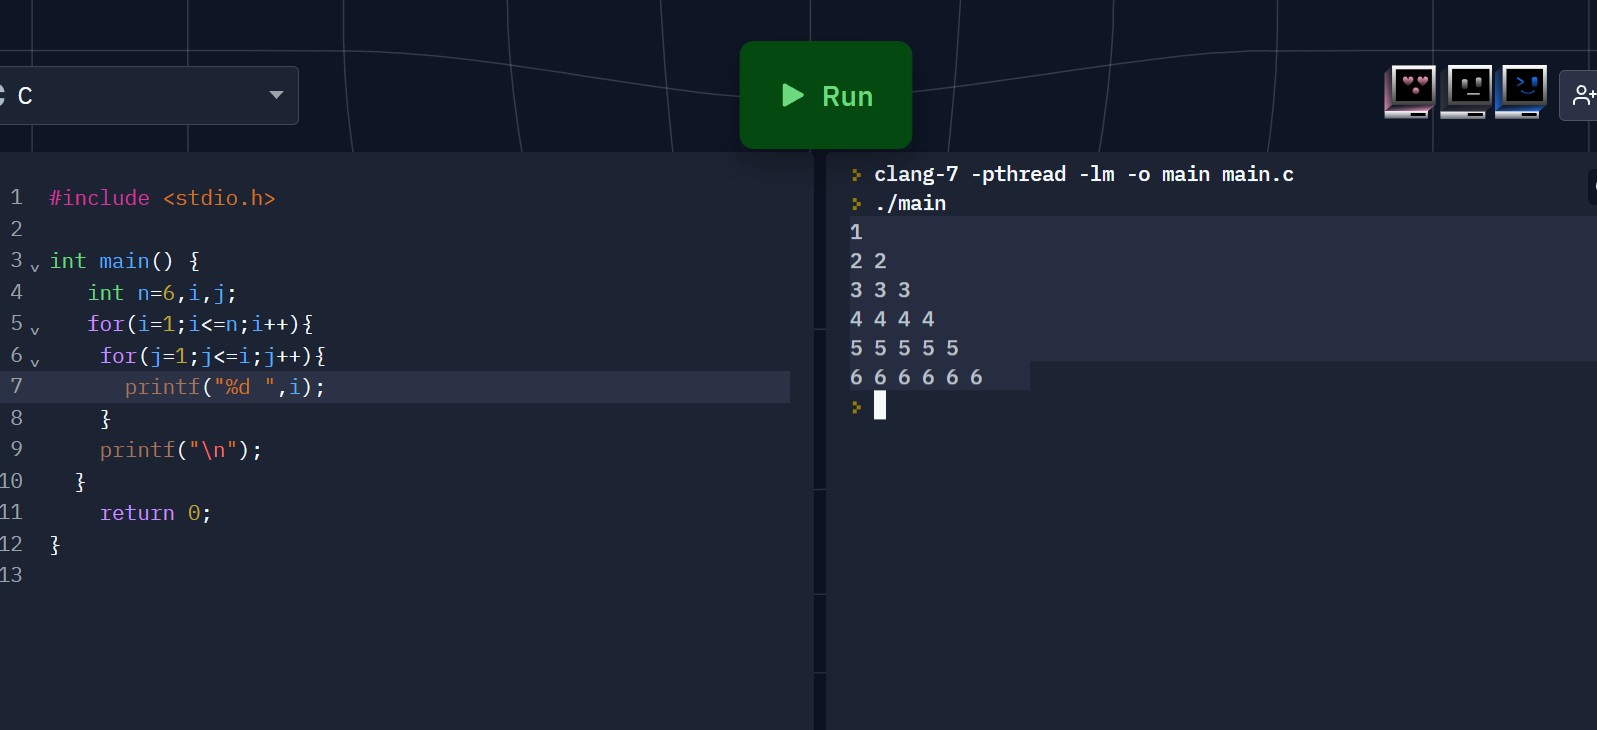 C
Run
1 #include <stdio.h>
2
3 int main() {
4    int n=6,i,j;
5    for(i=1;i<=n;i++){
6     for(j=1;j<=i;j++){
7       printf("%d ",i);
8     }
9     printf("\n");
10   }
11     return 0;
12 }
13
clang-7 -pthread -lm -o main main.c
./main
1
2 2
3 3 3
4 4 4 4
5 5 5 5 5
6 6 6 6 6 6